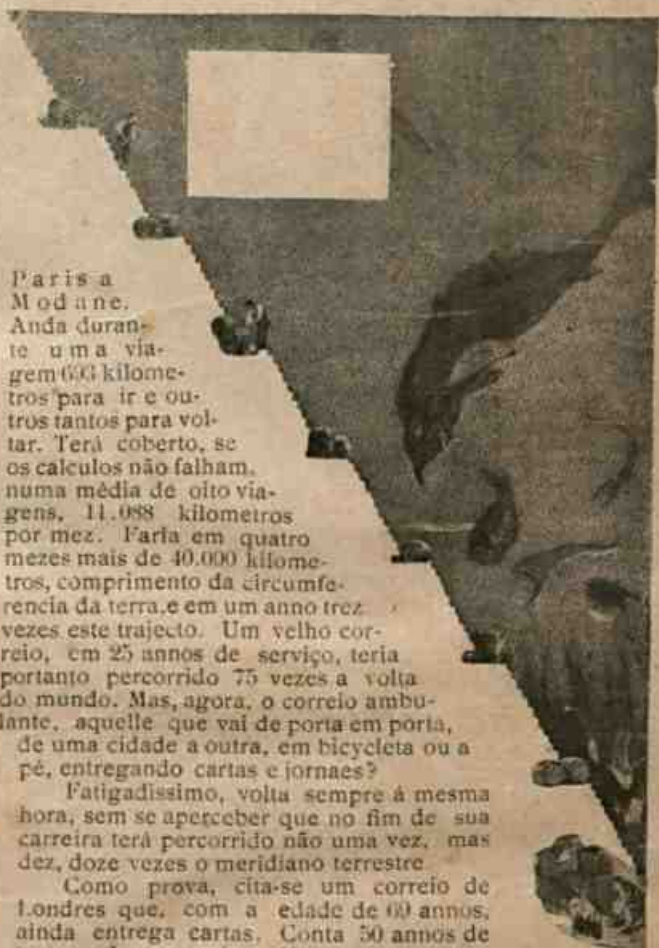 Paris a
Modane.
Anda duran-
te uma via-
gem 693 kilome-
tros para ir e ou-
tros tantos para vol-
tar. Terá coberto, se
os calculos não falham,
numa média de oito via-
gens, 11.088 kilometros
por mez. Faria em quatro
mezes mais de 40.000 kilome-
tros, comprimento da circumfe-
rencia da terra, e em um anno trez
vezes este trajecto. Um velho cor-
reio, em 25 annos de serviço, teria
portanto percorrido 75 vezes a volta
do mundo. Mas, agora, o correio ambu-
lante, aquelle que vai de porta em porta,
de uma cidade a outra, em bicycleta ou a
pé, entregando cartas e jornaes?
Fatigadissimo, volta sempre á mesma
hora, sem se aperceber que no fim de sua
carreira terá percorrido não uma vez, mas
dez, doze vezes o meridiano terrestre
Como prova, cita-se um correio de
Londres que, com a edade de 69 annos,
ainda entrega cartas. Conta 50 annos de